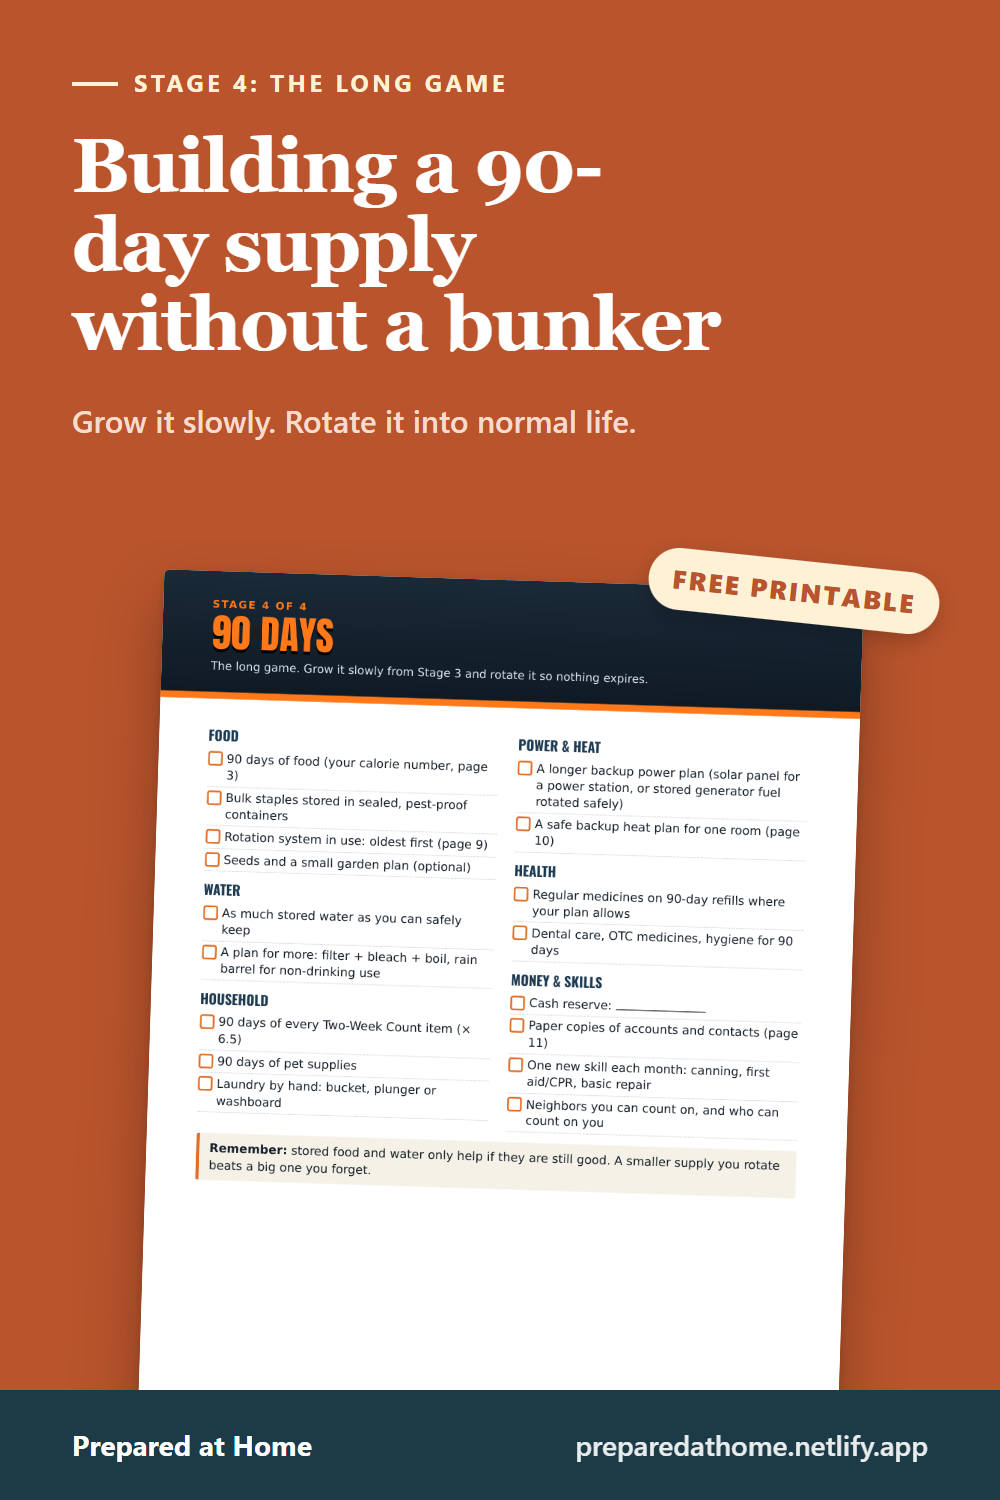 STAGE 4: THE LONG GAME
Building a 90-
day supply
without a bunker
Grow it slowly. Rotate it into normal life.
FREE PRINTABLE
STAGE 4 OF 4
90 DAYS
The long game. Grow it slowly from Stage 3 and rotate it so nothing expires.
FOOD
90 days of food (your calorie number, page
3)
Bulk staples stored in sealed, pest-proof
containers
Rotation system in use: oldest first (page 9)
Seeds and a small garden plan (optional)
WATER
As much stored water as you can safely
keep
A plan for more: filter + bleach + boil, rain
barrel for non-drinking use
HOUSEHOLD
90 days of every Two-Week Count item (×
6.5)
90 days of pet supplies
Laundry by hand: bucket, plunger or
washboard
POWER & HEAT
A longer backup power plan (solar panel for
a power station, or stored generator fuel
rotated safely)
A safe backup heat plan for one room (page
10)
HEALTH
Regular medicines on 90-day refills where
your plan allows
Dental care, OTC medicines, hygiene for 90
days
MONEY & SKILLS
Cash reserve: _______________
Paper copies of accounts and contacts (page
11)
One new skill each month: canning, first
aid/CPR, basic repair
Neighbors you can count on, and who can
count on you
Remember: stored food and water only help if they are still good. A smaller supply you rotate
beats a big one you forget.
Prepared at Home
preparedathome.netlify.app